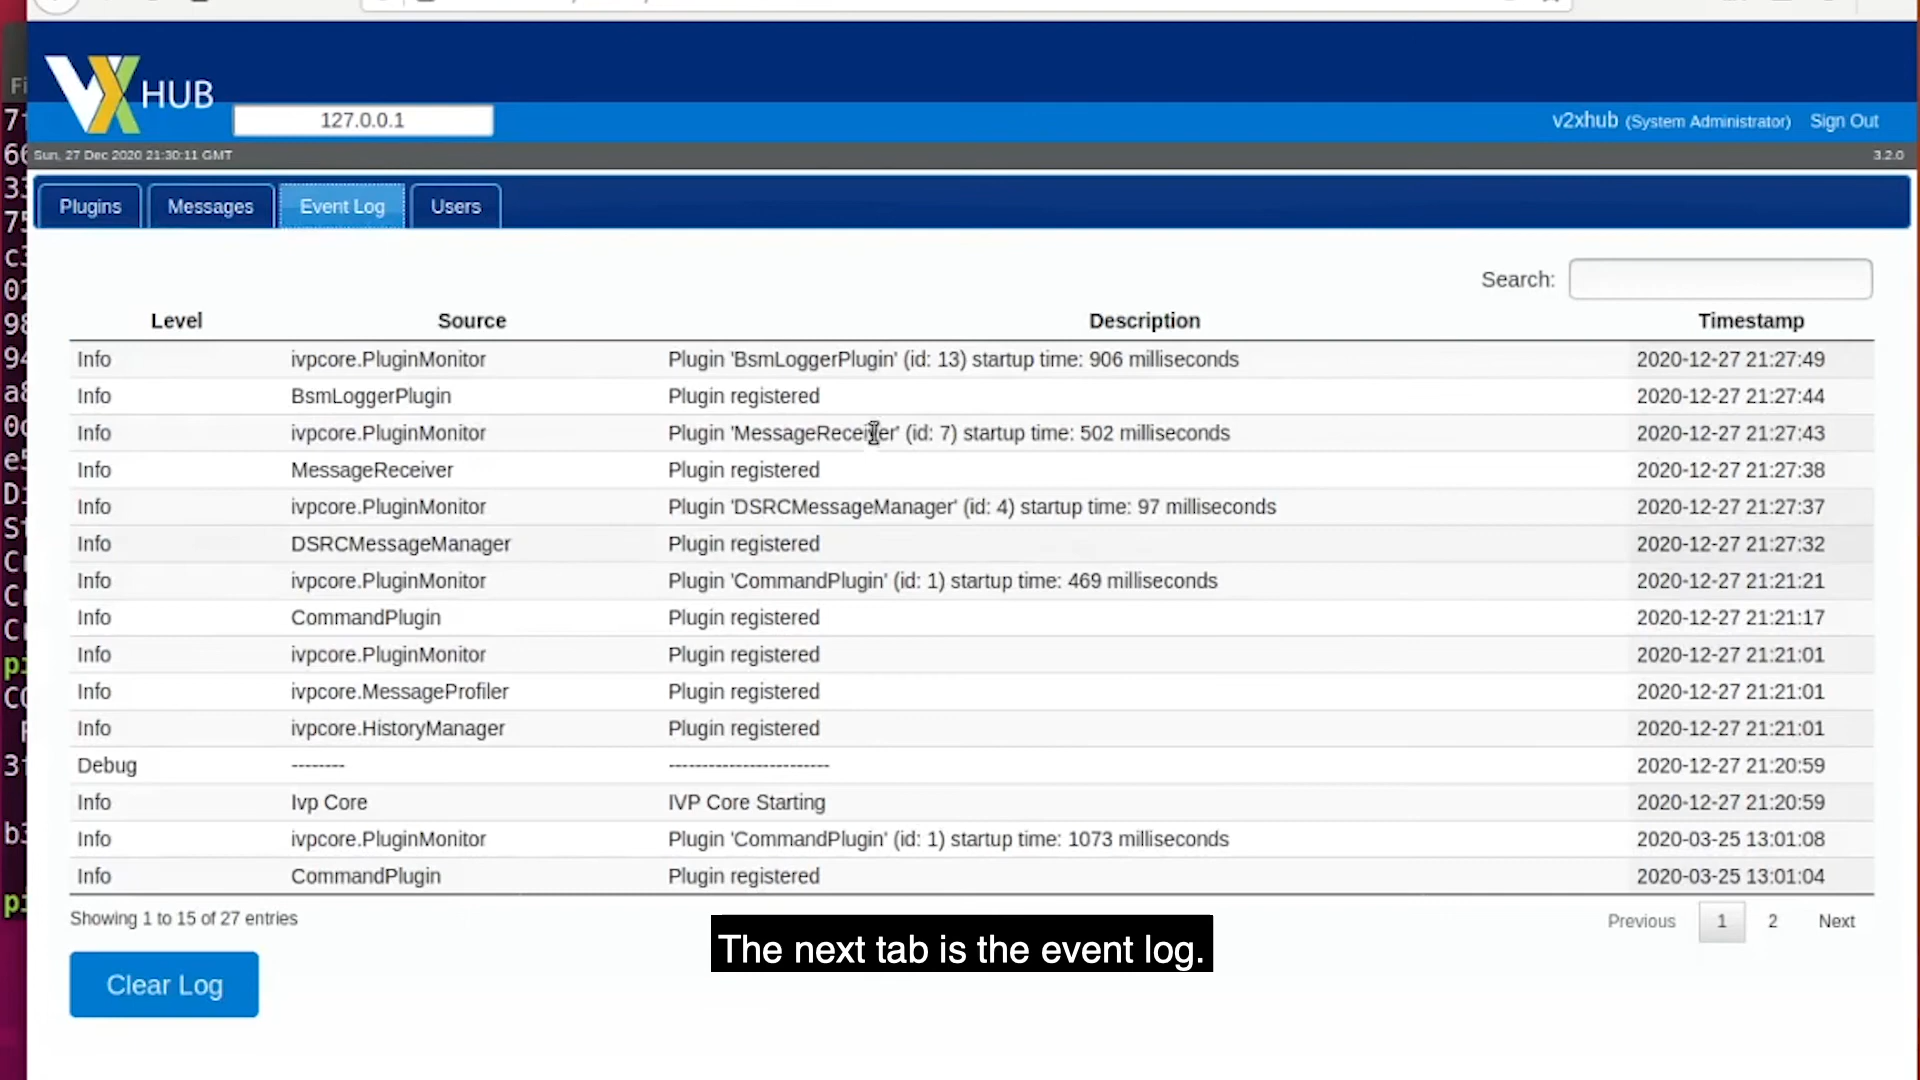 VX HUB
127.0.0.1
v2xhub (System Administrator) Sign Out
Sun, 27 Dec 2020 21:30:11 GMT
3.2.0
Plugins Messages Event Log Users
Search:
Level Source Description Timestamp
Info ivpcore.PluginMonitor Plugin 'BsmLoggerPlugin' (id: 13) startup time: 906 milliseconds 2020-12-27 21:27:49
Info BsmLoggerPlugin Plugin registered 2020-12-27 21:27:44
Info ivpcore.PluginMonitor Plugin 'MessageReceiver' (id: 7) startup time: 502 milliseconds 2020-12-27 21:27:43
Info MessageReceiver Plugin registered 2020-12-27 21:27:38
Info ivpcore.PluginMonitor Plugin 'DSRCMessageManager' (id: 4) startup time: 97 milliseconds 2020-12-27 21:27:37
Info DSRCMessageManager Plugin registered 2020-12-27 21:27:32
Info ivpcore.PluginMonitor Plugin 'CommandPlugin' (id: 1) startup time: 469 milliseconds 2020-12-27 21:21:21
Info CommandPlugin Plugin registered 2020-12-27 21:21:17
Info ivpcore.PluginMonitor Plugin registered 2020-12-27 21:21:01
Info ivpcore.MessageProfiler Plugin registered 2020-12-27 21:21:01
Info ivpcore.HistoryManager Plugin registered 2020-12-27 21:21:01
Debug -------- ------------------------ 2020-12-27 21:20:59
Info Ivp Core IVP Core Starting 2020-12-27 21:20:59
Info ivpcore.PluginMonitor Plugin 'CommandPlugin' (id: 1) startup time: 1073 milliseconds 2020-03-25 13:01:08
Info CommandPlugin Plugin registered 2020-03-25 13:01:04
Showing 1 to 15 of 27 entries
Previous 1 2 Next
The next tab is the event log.
Clear Log